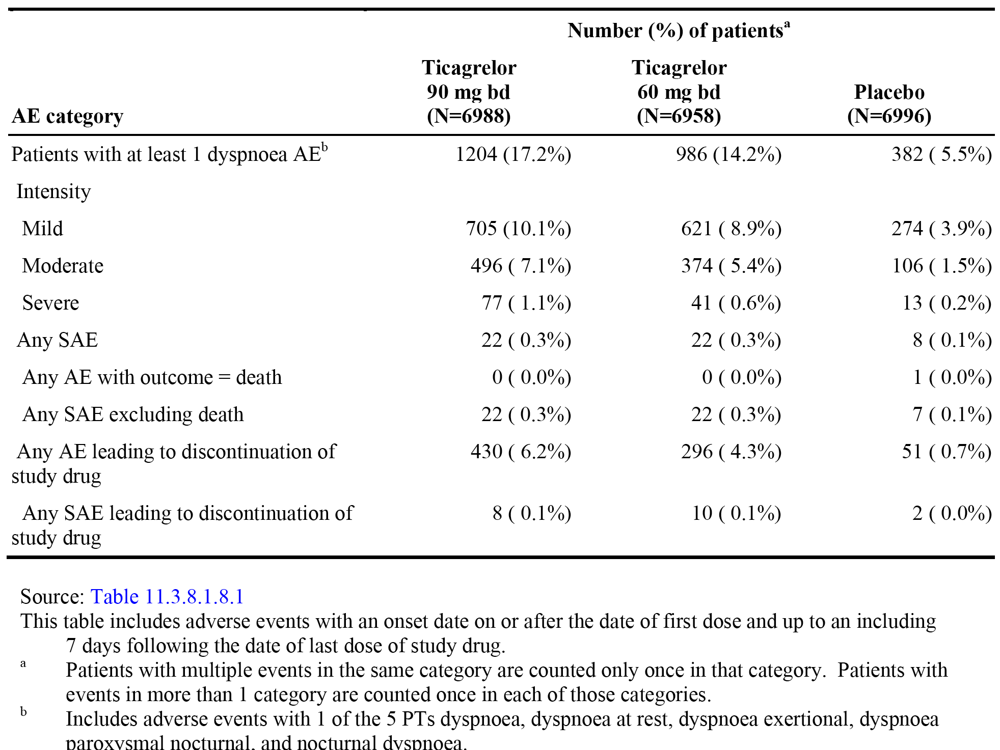 Number (%) of patientsa
Ticagrelor 90 mg bd (N=6988) Ticagrelor 60 mg bd (N=6958) Placebo (N=6996)
AE category
Patients with at least 1 dyspnoea AEb 1204 (17.2%) 986 (14.2%) 382 ( 5.5%)
Intensity
Mild 705 (10.1%) 621 ( 8.9%) 274 ( 3.9%)
Moderate 496 ( 7.1%) 374 ( 5.4%) 106 ( 1.5%)
Severe 77 ( 1.1%) 41 ( 0.6%) 13 ( 0.2%)
Any SAE 22 ( 0.3%) 22 ( 0.3%) 8 ( 0.1%)
Any AE with outcome = death 0 ( 0.0%) 0 ( 0.0%) 1 ( 0.0%)
Any SAE excluding death 22 ( 0.3%) 22 ( 0.3%) 7 ( 0.1%)
Any AE leading to discontinuation of 430 ( 6.2%) 296 ( 4.3%) 51 ( 0.7%)
study drug
Any SAE leading to discontinuation of 8 ( 0.1%) 10 ( 0.1%) 2 ( 0.0%)
study drug
Source: Table 11.3.8.1.8.1
This table includes adverse events with an onset date on or after the date of first dose and up to an including
7 days following the date of last dose of study drug.
a Patients with multiple events in the same category are counted only once in that category. Patients with
events in more than 1 category are counted once in each of those categories.
b Includes adverse events with 1 of the 5 PTs dyspnoea, dyspnoea at rest, dyspnoea exertional, dyspnoea
paroxysmal nocturnal, and nocturnal dyspnoea.